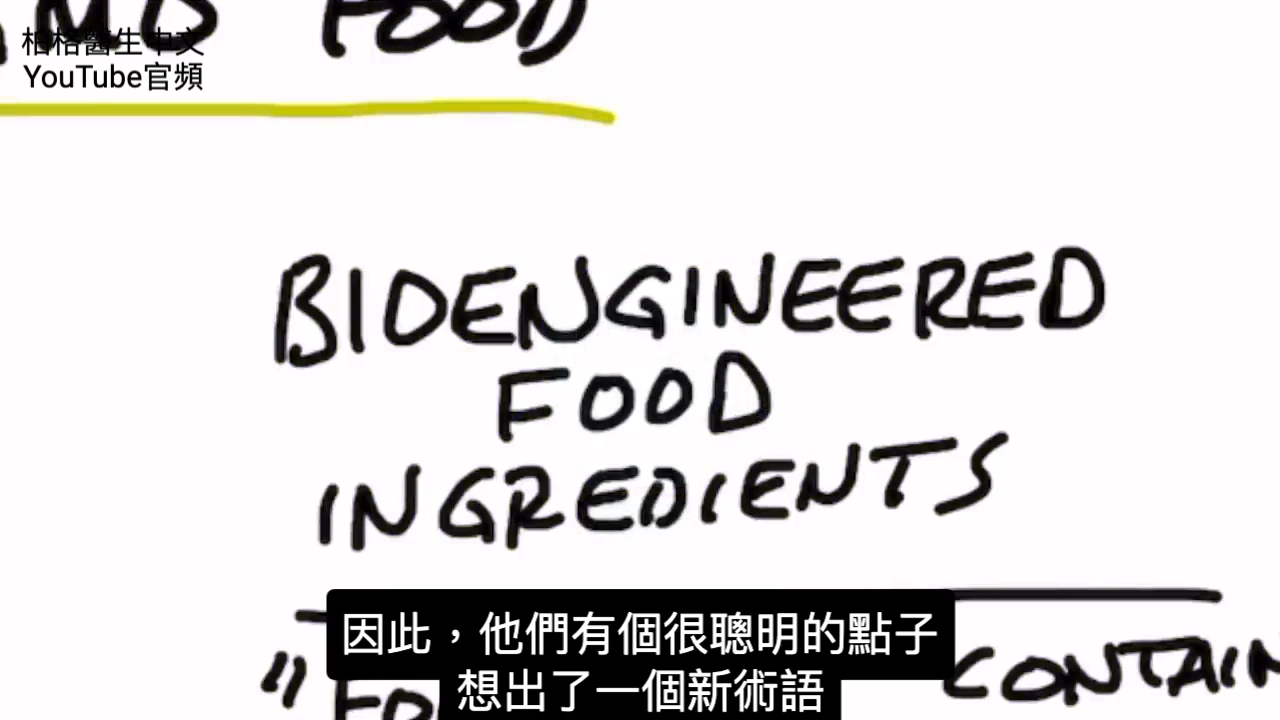 FOOD
柏格醫生中文
YouTube官頻
BIOENGINEERED
FOOD
INGREDIENTS
CONTAIN
因此，他們有個很聰明的點子
想出了一個新術語